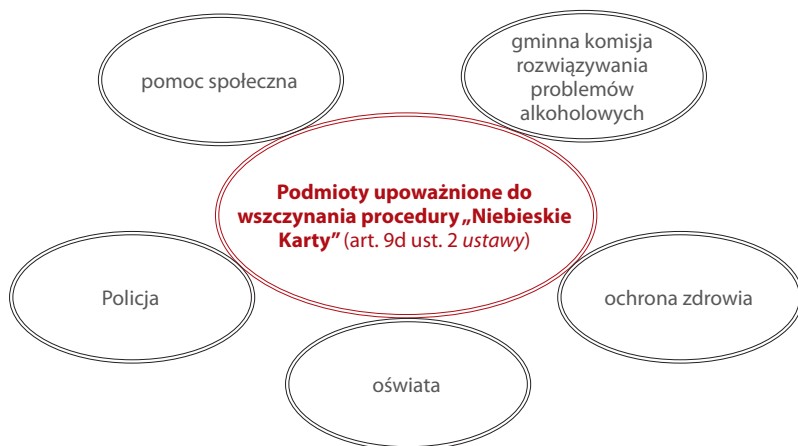 pomoc społeczna
gminna komisja
rozwiązywania
problemów
alkoholowych
Podmioty upoważnione do
wszczynania procedury „Niebieskie
Karty” (art. 9d ust. 2 ustawy)
Policja
ochrona zdrowia
oświata